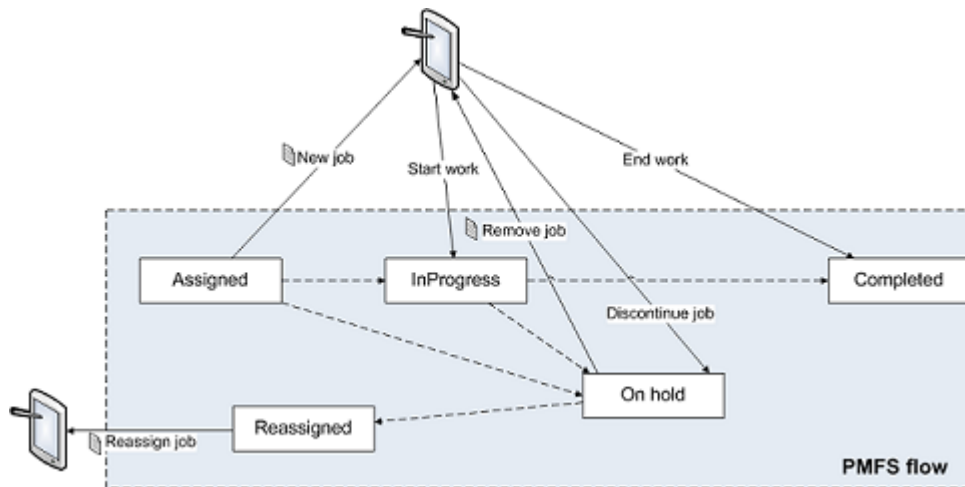 New job
Start work
End work
Remove job
Assigned
InProgress
Completed
Discontinue job
On hold
Reassigned
Reassign job
PMFS flow